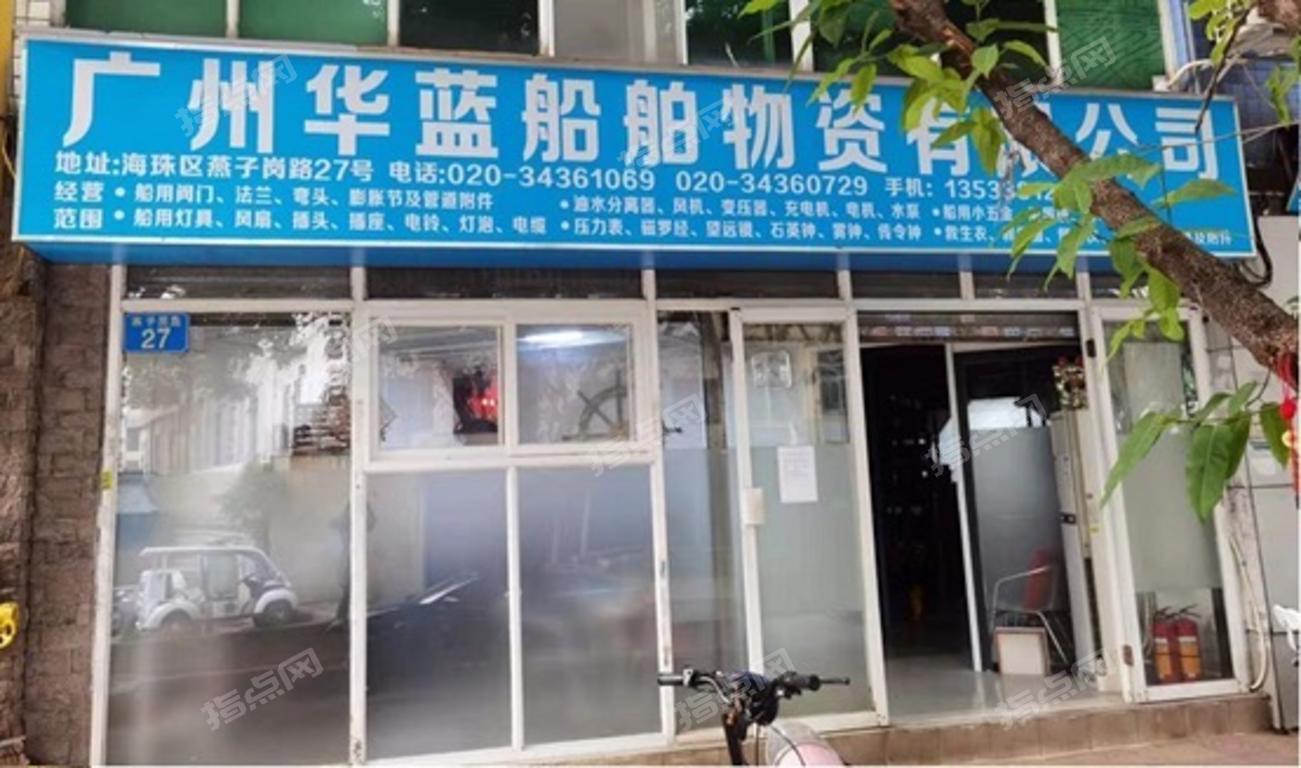 广州华蓝船舶物资有限公司
地址:海珠区燕子岗路27号 电话:020-34361069 020-34360729 手机: 13533
经营范围
• 船用阀门、法兰、弯头、膨胀节及管道附件 • 油水分离器、风机、变压器、充电机、电机、水泵 • 船用小五金
• 船用灯具、风扇、插头、插座、电铃、灯泡、电缆 • 压力表、磁罗经、望远镜、石英钟、雾钟、传令钟 • 救生衣、
27
指点网